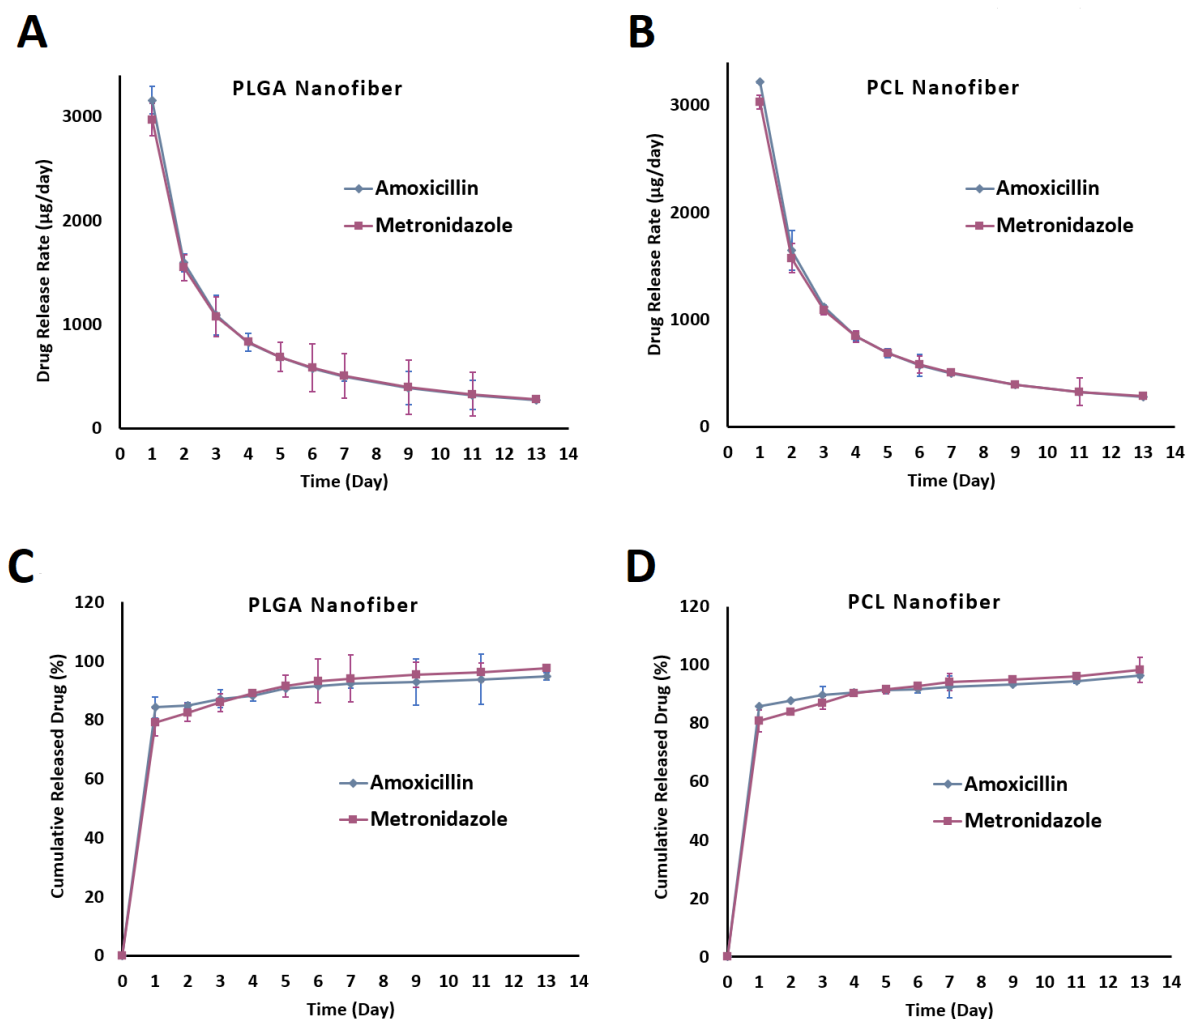 A
PLGA Nanofiber
Drug Release Rate (µg/day)
3000
2000
1000
0
Amoxicillin
Metronidazole
0 1 2 3 4 5 6 7 9 10 11 12 13 14
Time (Day)
B
PCL Nanofiber
Drug Release Rate (µg/day)
3000
2000
1000
0
Amoxicillin
Metronidazole
0 1 2 3 4 5 6 7 9 10 11 12 13 14
Time (Day)
C
PLGA Nanofiber
Cumulative Released Drug (%)
120
100
80
60
40
20
0
Amoxicillin
Metronidazole
0 1 2 3 4 5 6 7 9 10 11 12 13 14
Time (Day)
D
PCL Nanofiber
Cumulative Released Drug (%)
120
100
80
60
40
20
0
Amoxicillin
Metronidazole
0 1 2 3 4 5 6 7 9 10 11 12 13 14
Time (Day)